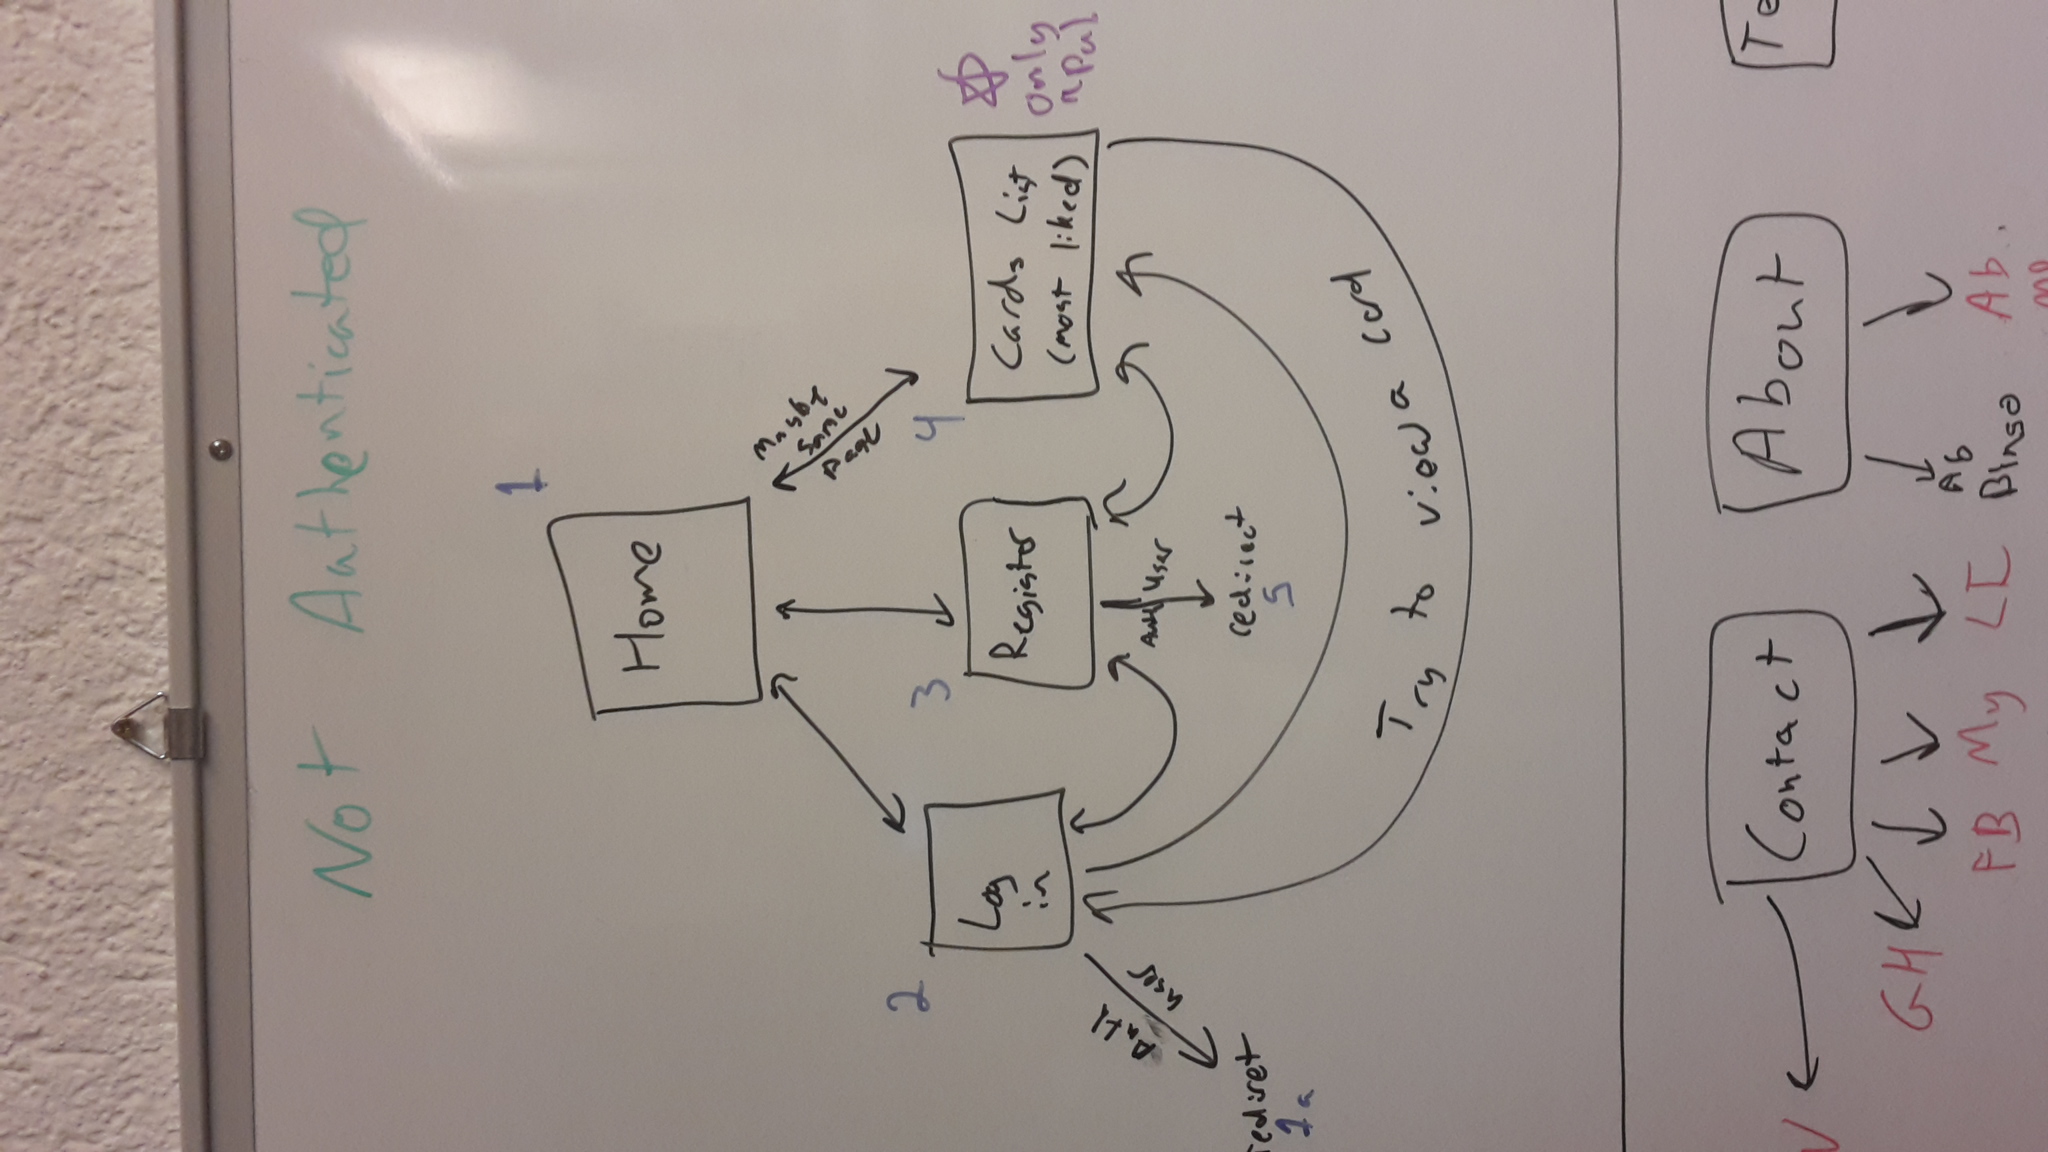 Not Authenticated
1
Home
Maybe
Same
Page
2
3
4
Log
in
Register
Cards List
(most liked)
only
Auth
user
Auth User
rediret
1a
redirect
5
Try to view a card
Contact
About
Te
GH
FB
My
LI
Ab
Ab..
me